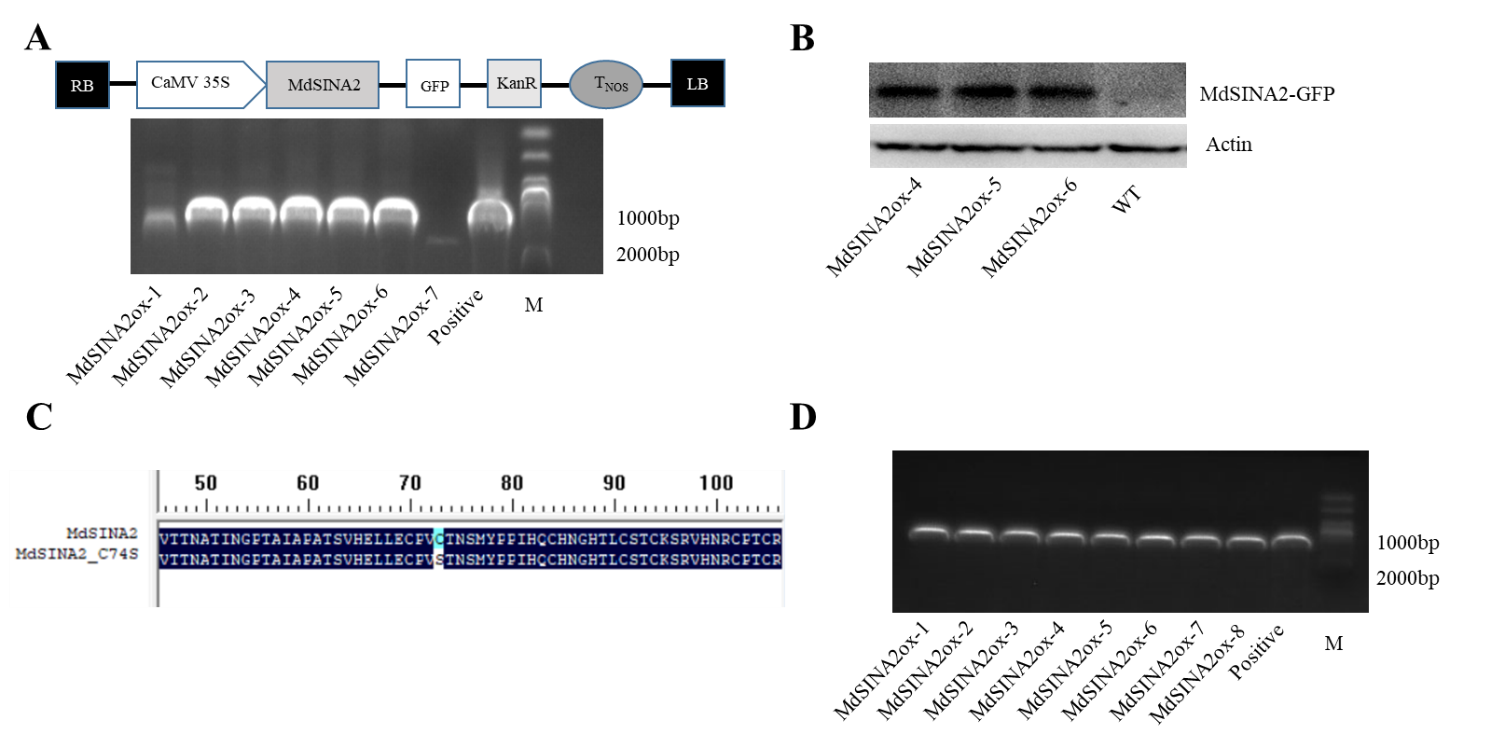 A
RB
CaMV 35S
MdSINA2
GFP
KanR
TNOS
LB
1000bp
2000bp
MdSINA2ox-1
MdSINA2ox-2
MdSINA2ox-3
MdSINA2ox-4
MdSINA2ox-5
MdSINA2ox-6
MdSINA2ox-7
Positive
M
B
MdSINA2-GFP
Actin
MdSINA2ox-4
MdSINA2ox-5
MdSINA2ox-6
WT
C
50 60 70 80 90 100
MdSINA2 VTTNATINGPTAIAPATSVHELLECPVCTNSMYPPIHQCHNGHTLCSTCKSRVHNRCPTCR
MdSINA2_C74S VTTNATINGPTAIAPATSVHELLECPVSTNSMYPPIHQCHNGHTLCSTCKSRVHNRCPTCR
D
1000bp
2000bp
MdSINA2ox-1
MdSINA2ox-2
MdSINA2ox-3
MdSINA2ox-4
MdSINA2ox-5
MdSINA2ox-6
MdSINA2ox-7
MdSINA2ox-8
Positive
M